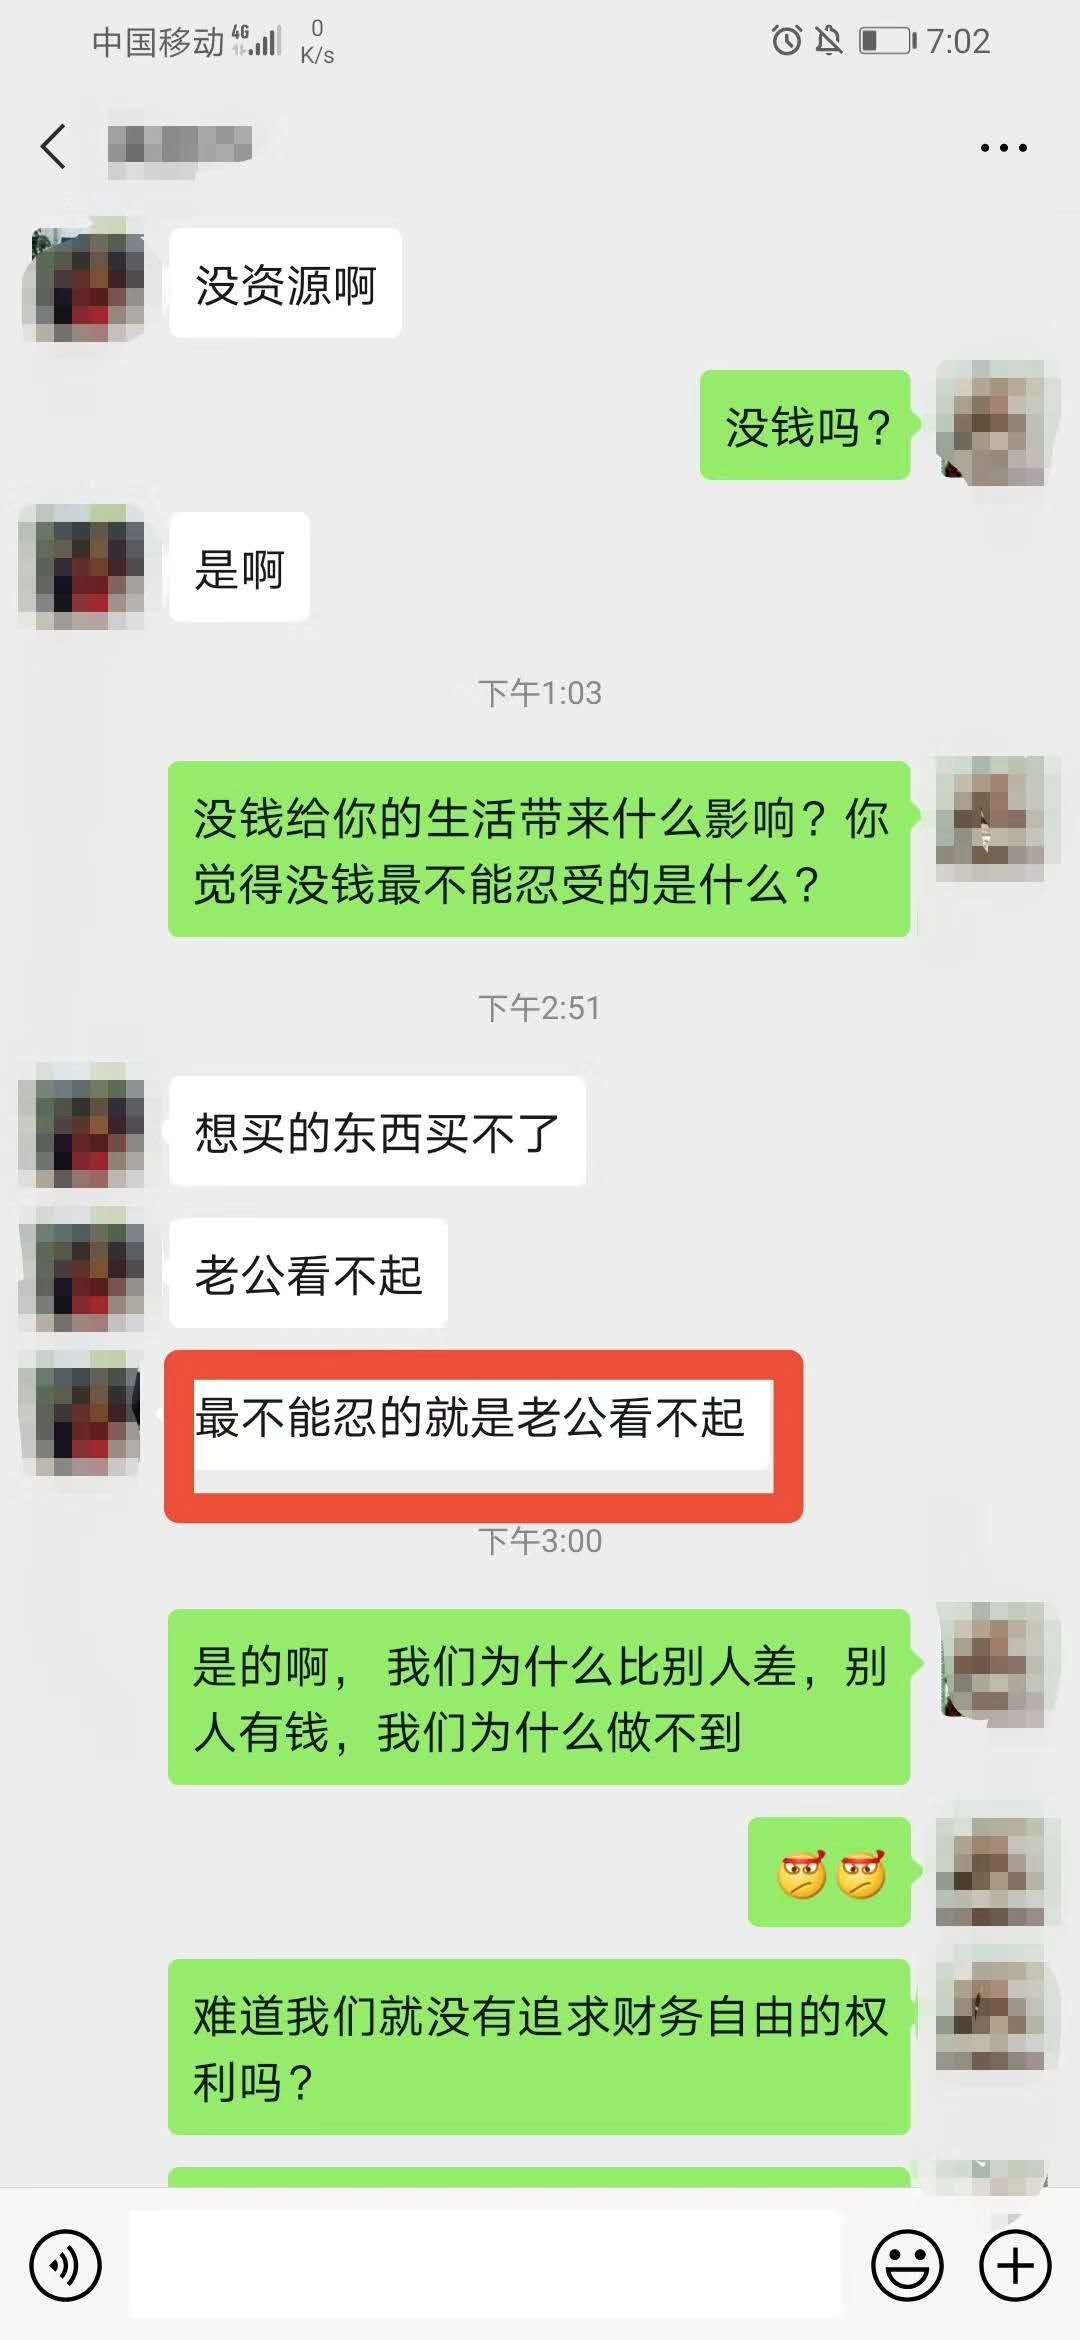 中国移动 4G 0 K/s 7:02
没资源啊
没钱吗？
是啊
下午1:03
没钱给你的生活带来什么影响？你
觉得没钱最不能忍受的是什么？
下午2:51
想买的东西买不了
老公看不起
最不能忍的就是老公看不起
下午3:00
是的啊， 我们为什么比别人差，别
人有钱，我们为什么做不到
难道我们就没有追求财务自由的权
利吗？